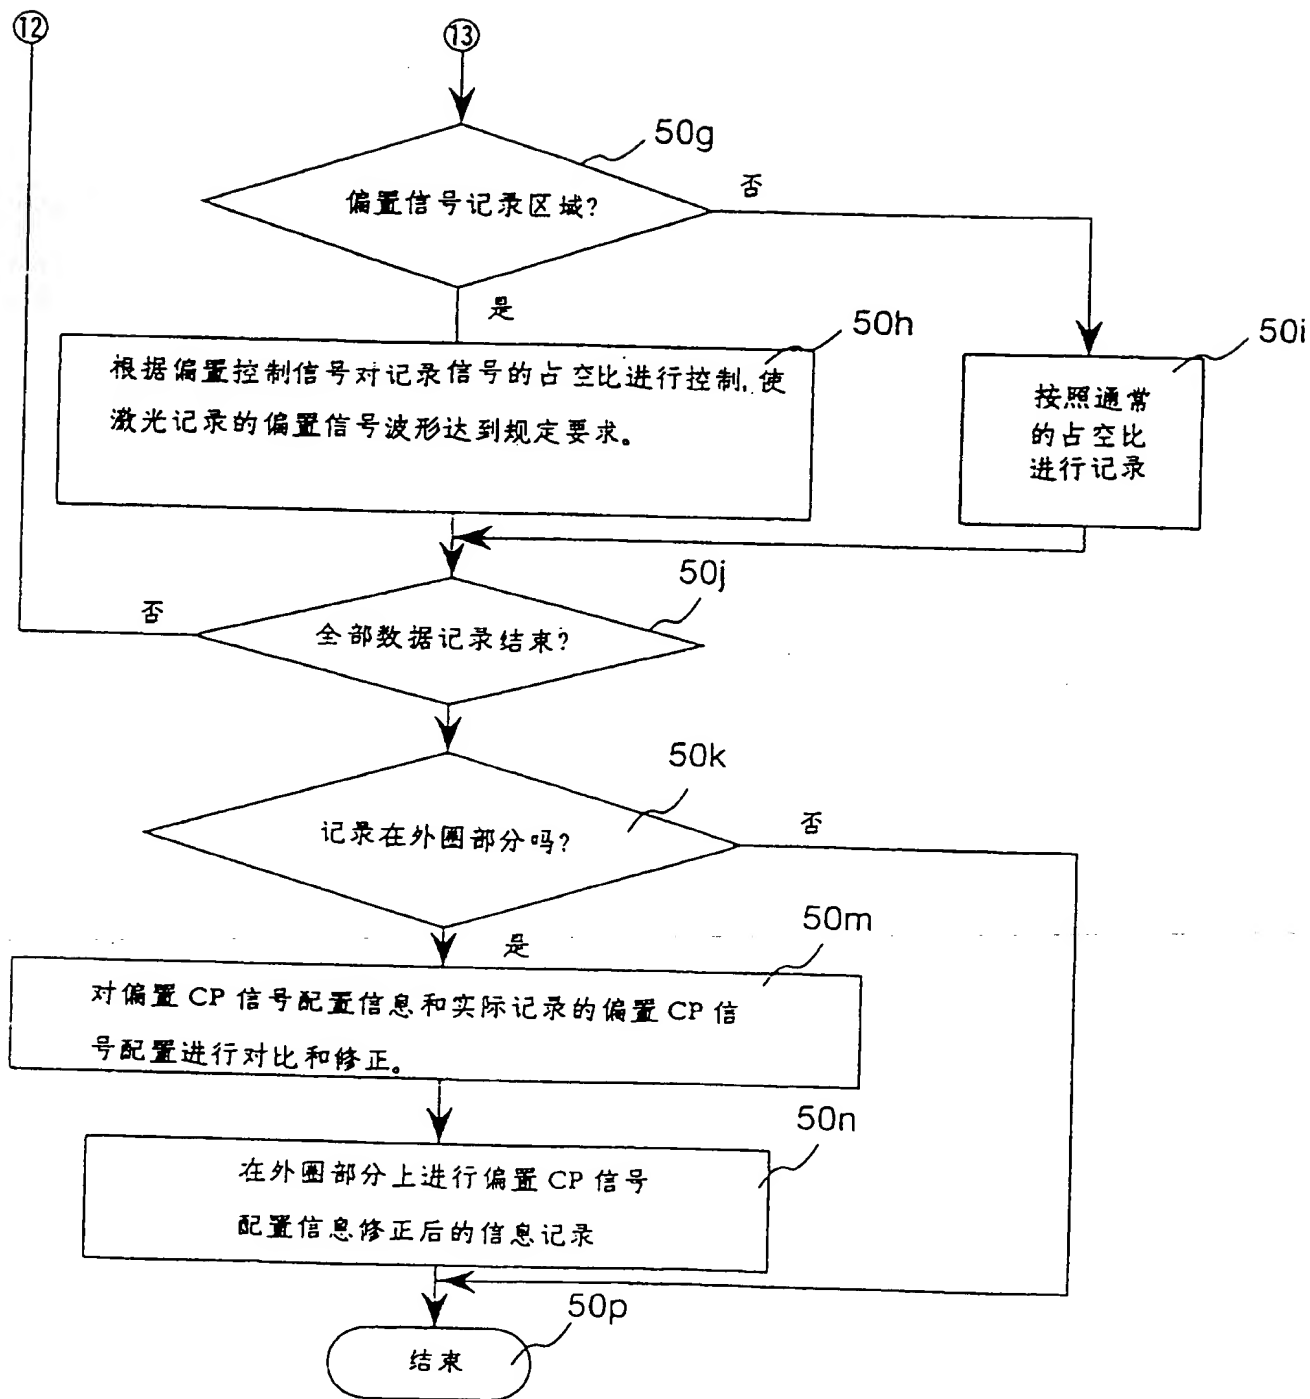 ⑫
⑬
50g
偏置信号记录区域?
否
是
50h
根据偏置控制信号对记录信号的占空比进行控制,使
激光记录的偏置信号波形达到规定要求。
50i
按照通常
的占空比
进行记录
50j
否
全部数据记录结束?
50k
记录在外圈部分吗?
否
是
50m
对偏置CP信号配置信息和实际记录的偏置CP信
号配置进行对比和修正。
50n
在外圈部分上进行偏置CP信号
配置信息修正后的信息记录
50p
结束